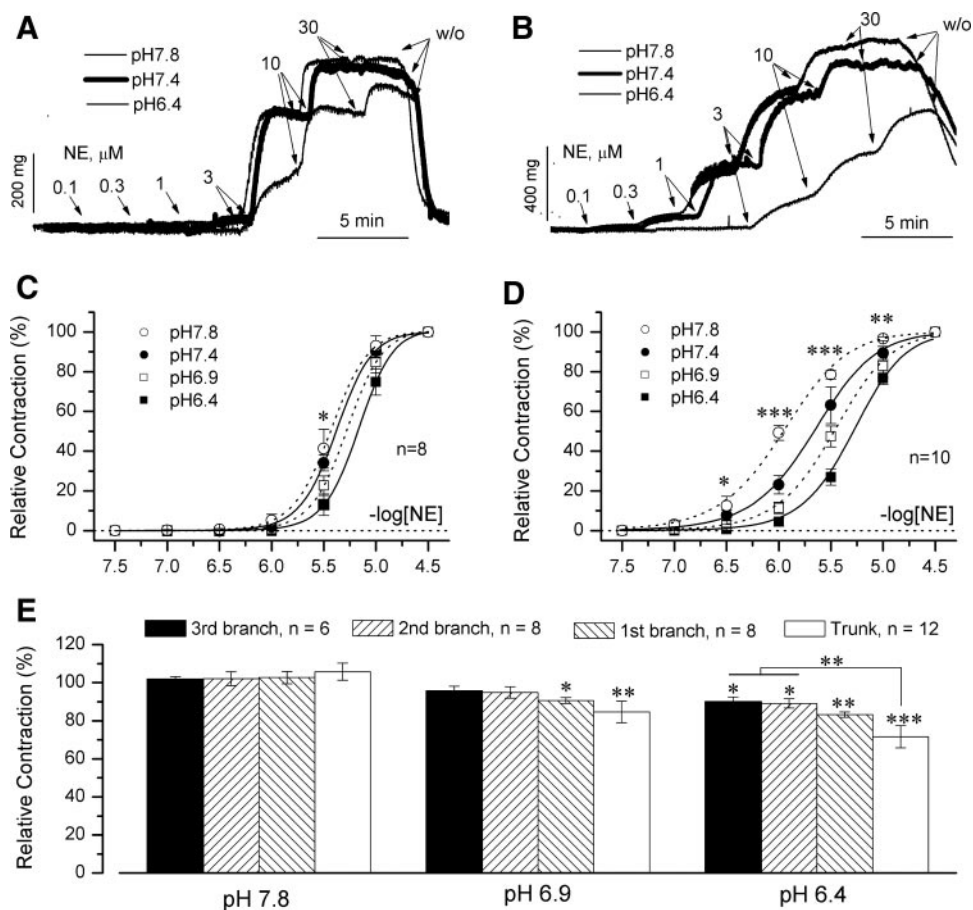 A
pH7.8
pH7.4
pH6.4
NE, μM
0.1
0.3
1
3
10
30
w/o
200 mg
5 min
B
pH7.8
pH7.4
pH6.4
NE, μM
0.1
0.3
1
3
10
30
w/o
400 mg
5 min
C
Relative Contraction (%)
100
80
60
40
20
0
pH7.8
pH7.4
pH6.9
pH6.4
*
n=8
-log[NE]
7.5 7.0 6.5 6.0 5.5 5.0 4.5
D
Relative Contraction (%)
100
80
60
40
20
0
pH7.8
pH7.4
pH6.9
pH6.4
*
***
***
**
n=10
-log[NE]
7.5 7.0 6.5 6.0 5.5 5.0 4.5
E
Relative Contraction (%)
120
100
80
60
40
20
0
3rd branch, n = 6 2nd branch, n = 8 1st branch, n = 8 Trunk, n = 12
* **
**
* * ** ***
pH 7.8 pH 6.9 pH 6.4